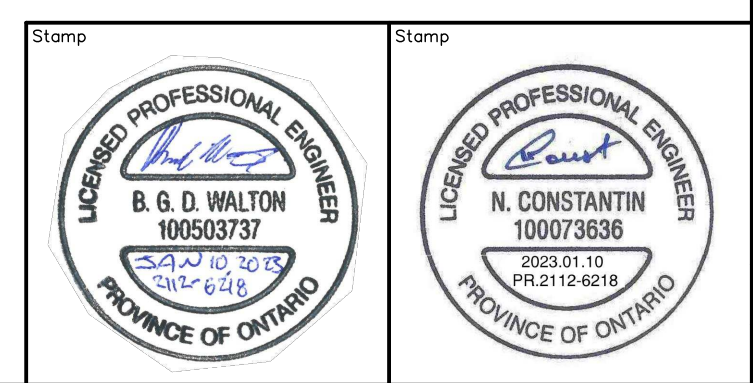 Stamp
LICENSED PROFESSIONAL ENGINEER
B. G. D. WALTON
100503737
JAN 10 2023
2112-6218
PROVINCE OF ONTARIO
Stamp
LICENSED PROFESSIONAL ENGINEER
N. CONSTANTIN
100073636
2023.01.10
PR.2112-6218
PROVINCE OF ONTARIO